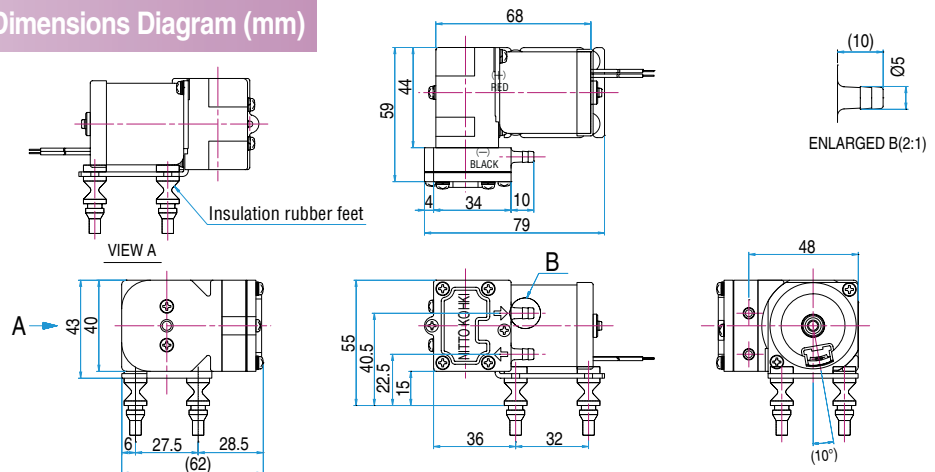 Dimensions Diagram (mm)
68
(10)
Ø5
44
59
(+)
RED
(—)
BLACK
ENLARGED B(2:1)
Insulation rubber feet
4
34
10
79
VIEW A
B
48
A
43
40
55
40.5
22.5
15
NITTO KOHKI
6
27.5
28.5
(62)
36
32
(10°)